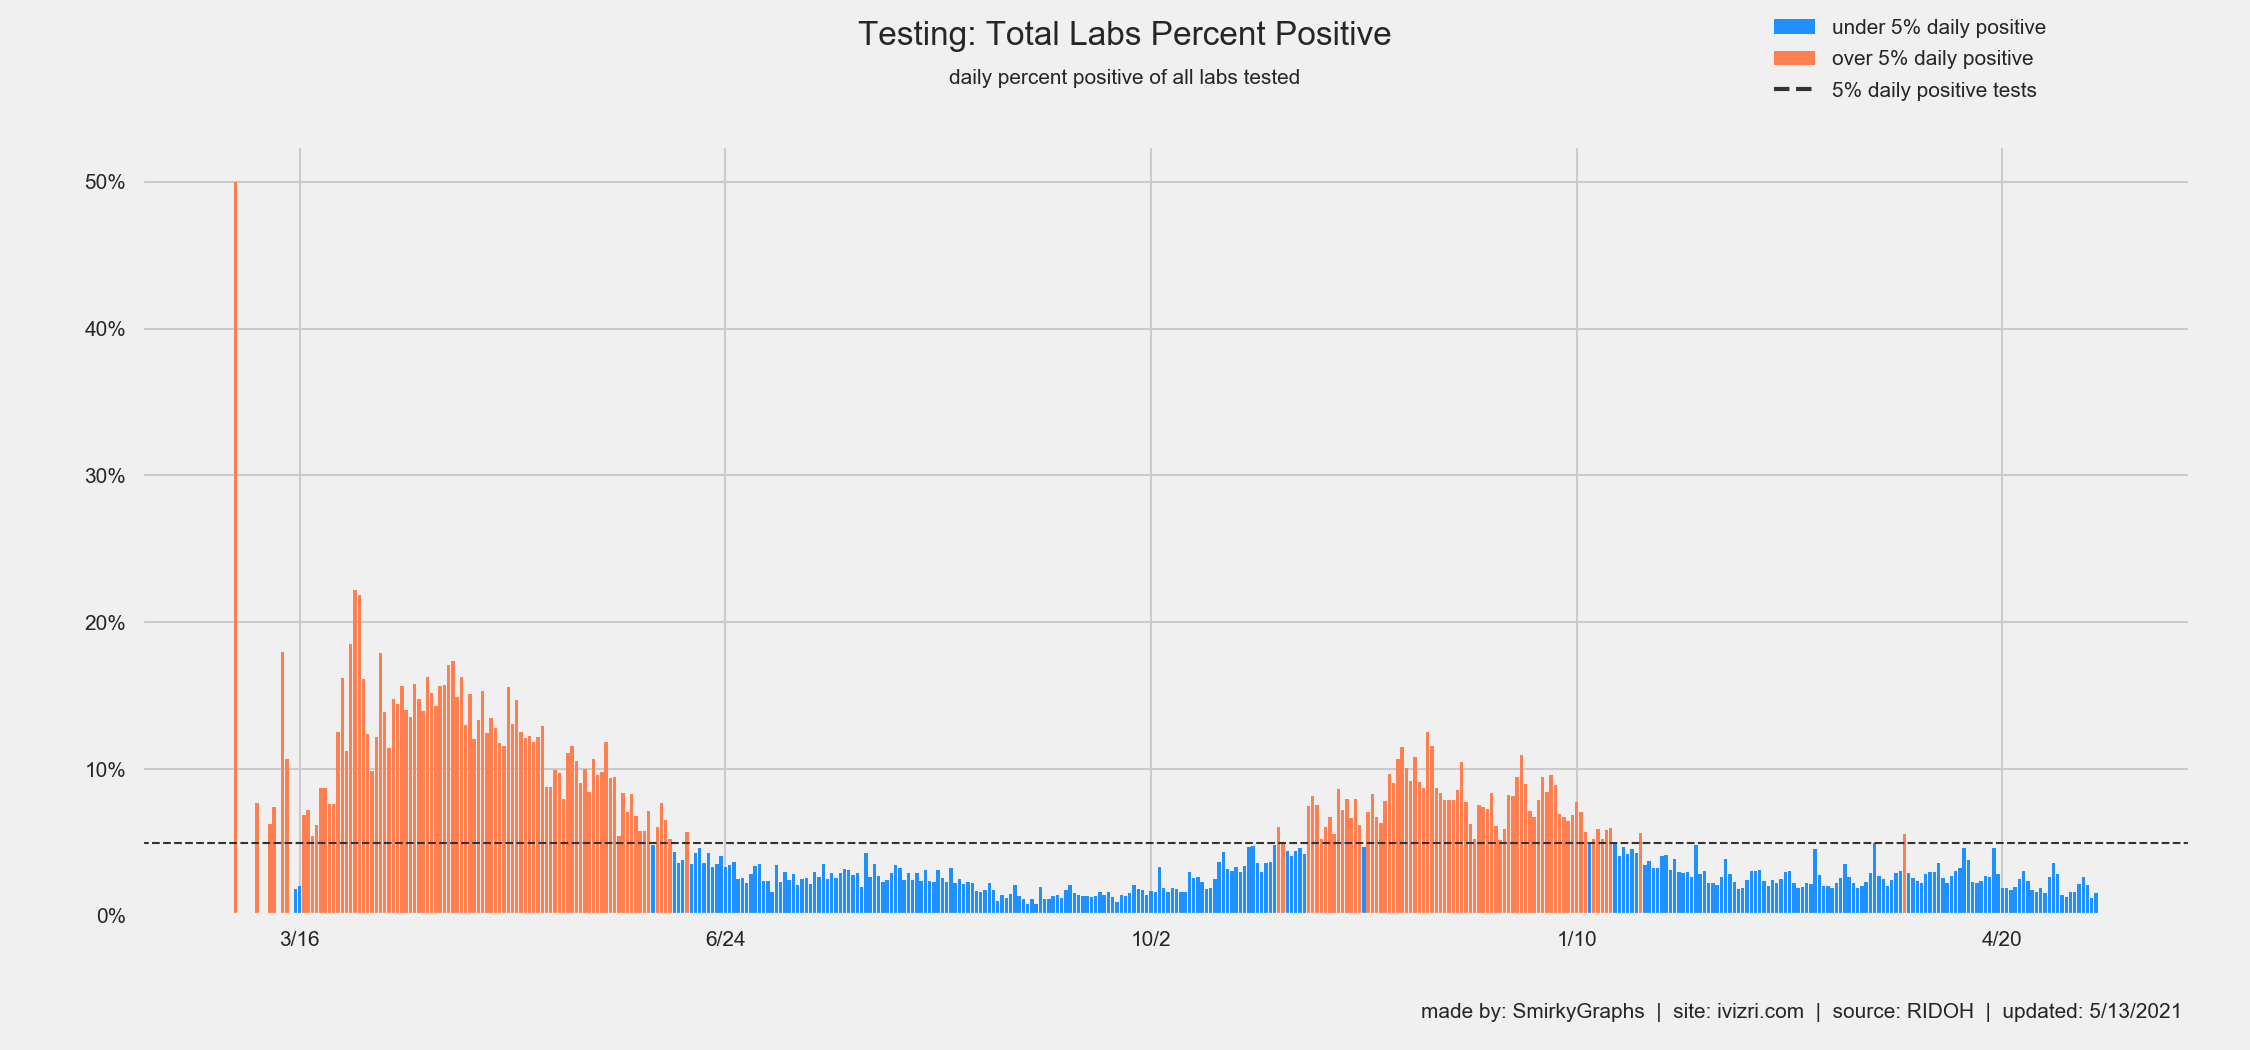 Testing: Total Labs Percent Positive
daily percent positive of all labs tested
under 5% daily positive
over 5% daily positive
5% daily positive tests
50%
40%
30%
20%
10%
0%
3/16
6/24
10/2
1/10
4/20
made by: SmirkyGraphs | site: ivizri.com | source: RIDOH | updated: 5/13/2021